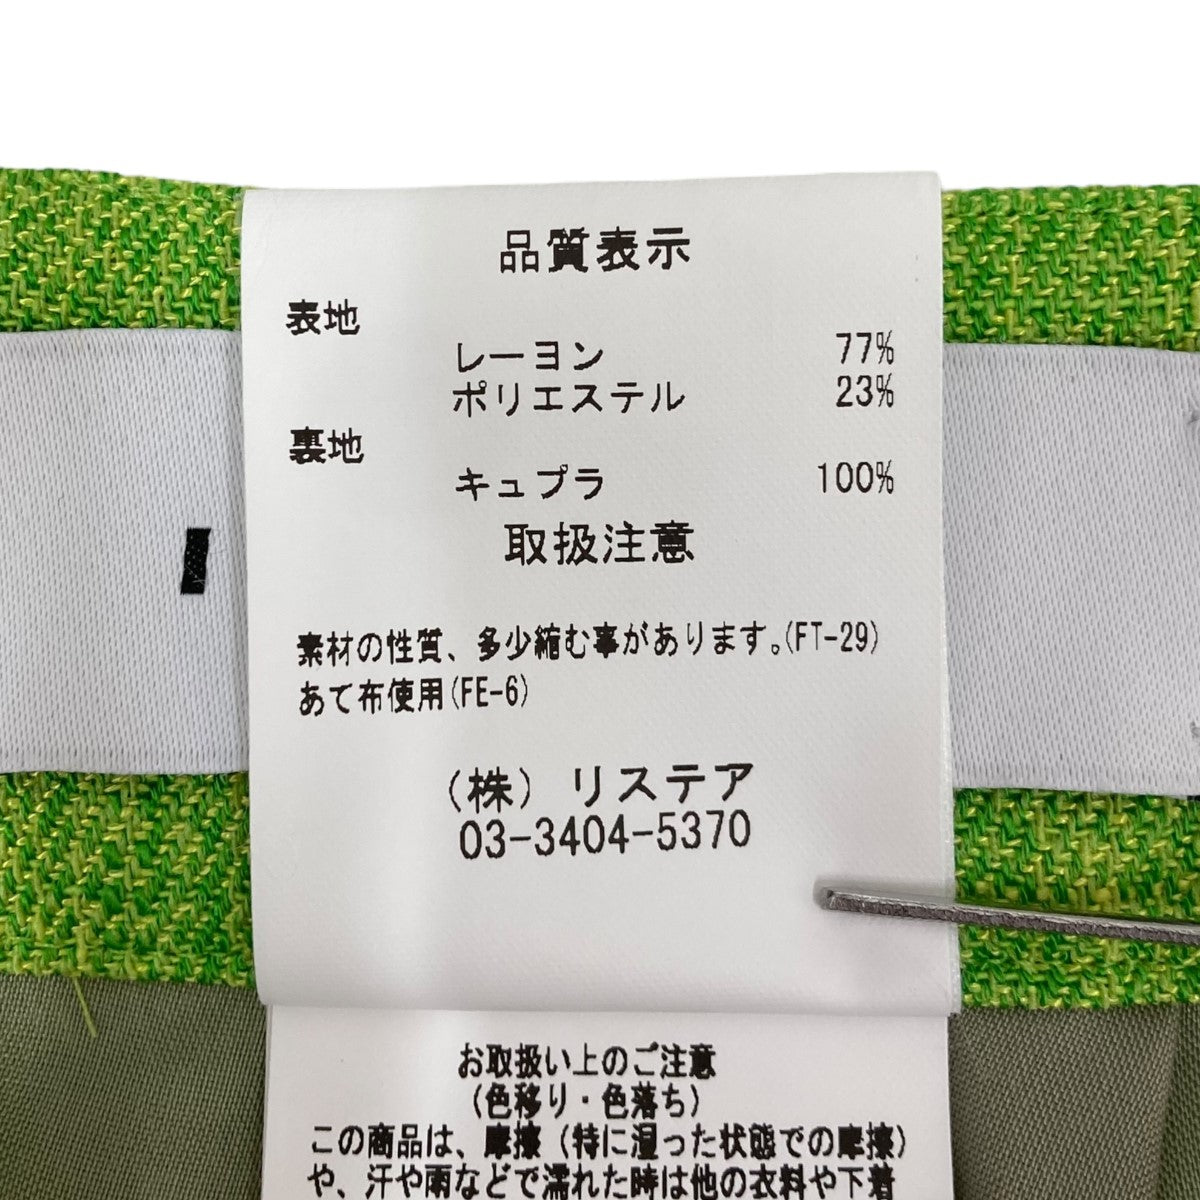 品質表示
表地
レーヨン 77%
ポリエステル 23%
裏地
キュプラ 100%
取扱注意
素材の性質、多少縮む事があります。(FT-29)
あて布使用(FE-6)
(株) リステア
03-3404-5370
お取扱い上のご注意
(色移り・色落ち)
この商品は、摩擦(特に湿った状態での摩擦)
や、汗や雨などで濡れた時は他の衣料や下着